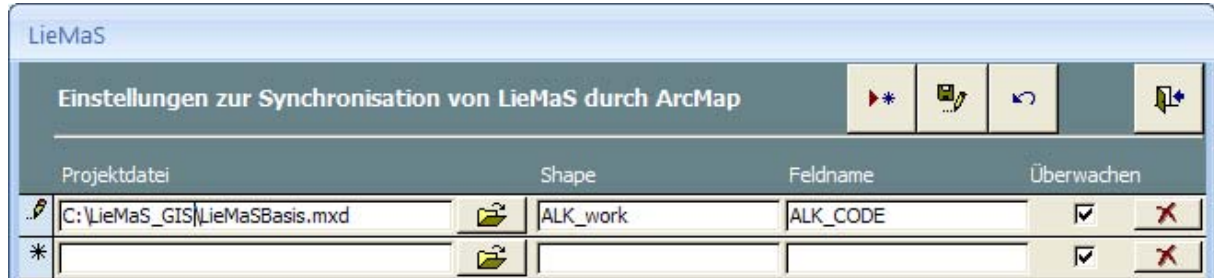 LieMaS
Einstellungen zur Synchronisation von LieMaS durch ArcMap
Projektdatei Shape Feldname Überwachen
C:\LieMaS_GIS\LieMaSBasis.mxd ALK_work ALK_CODE